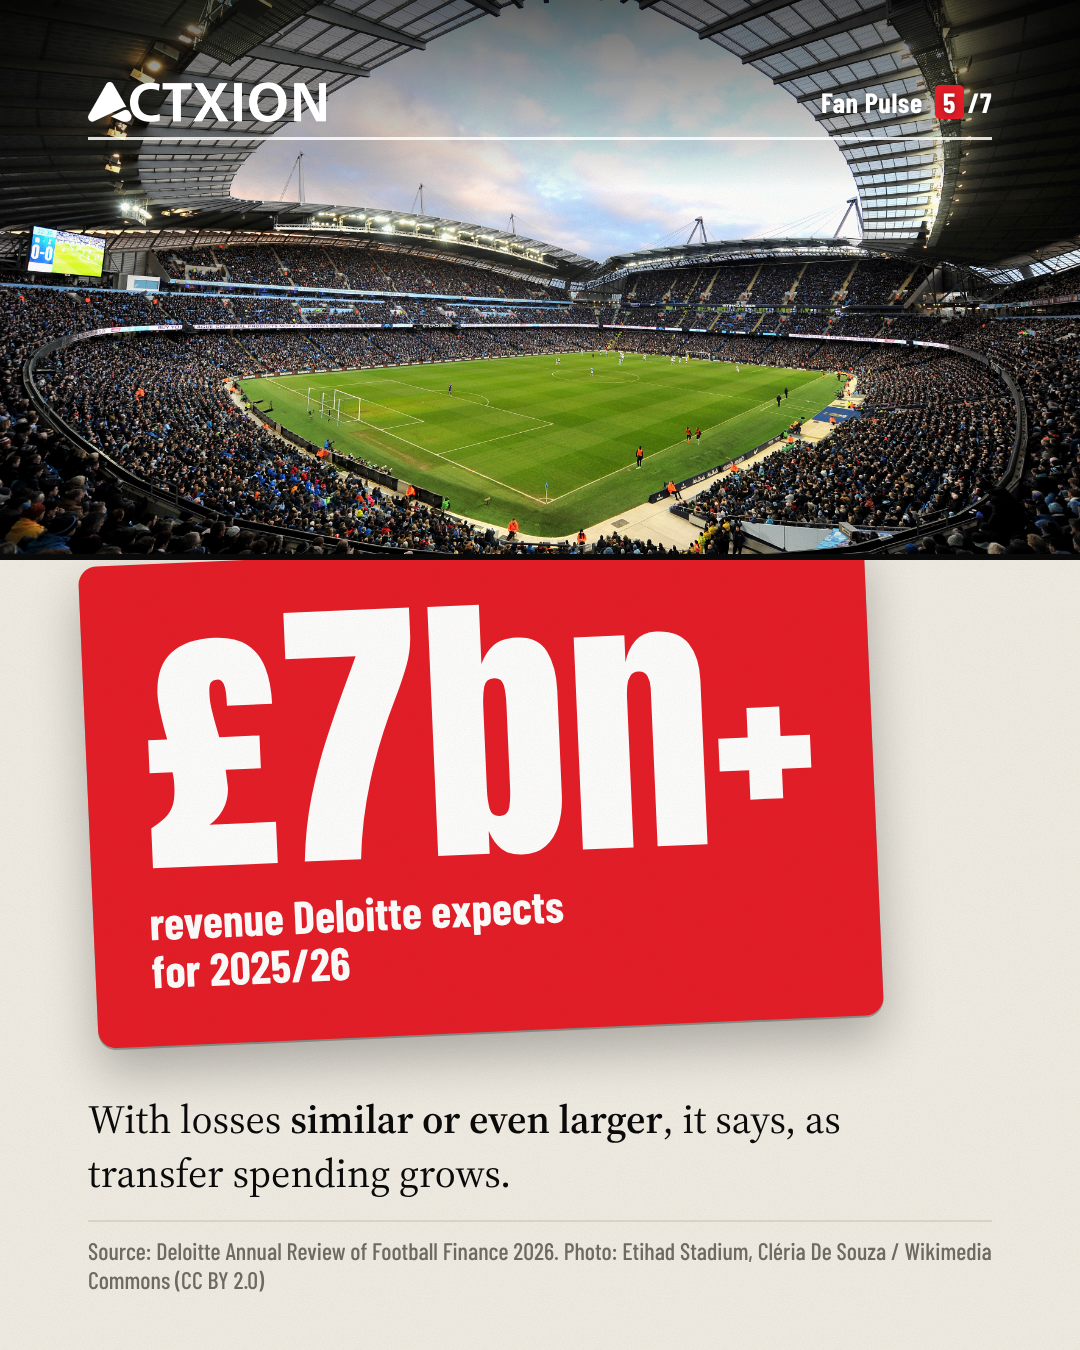 ACTXION
Fan Pulse 5/7
0-0
£7bn+
revenue Deloitte expects
for 2025/26
With losses similar or even larger, it says, as
transfer spending grows.
Source: Deloitte Annual Review of Football Finance 2026. Photo: Etihad Stadium, Cléria De Souza / Wikimedia
Commons (CC BY 2.0)